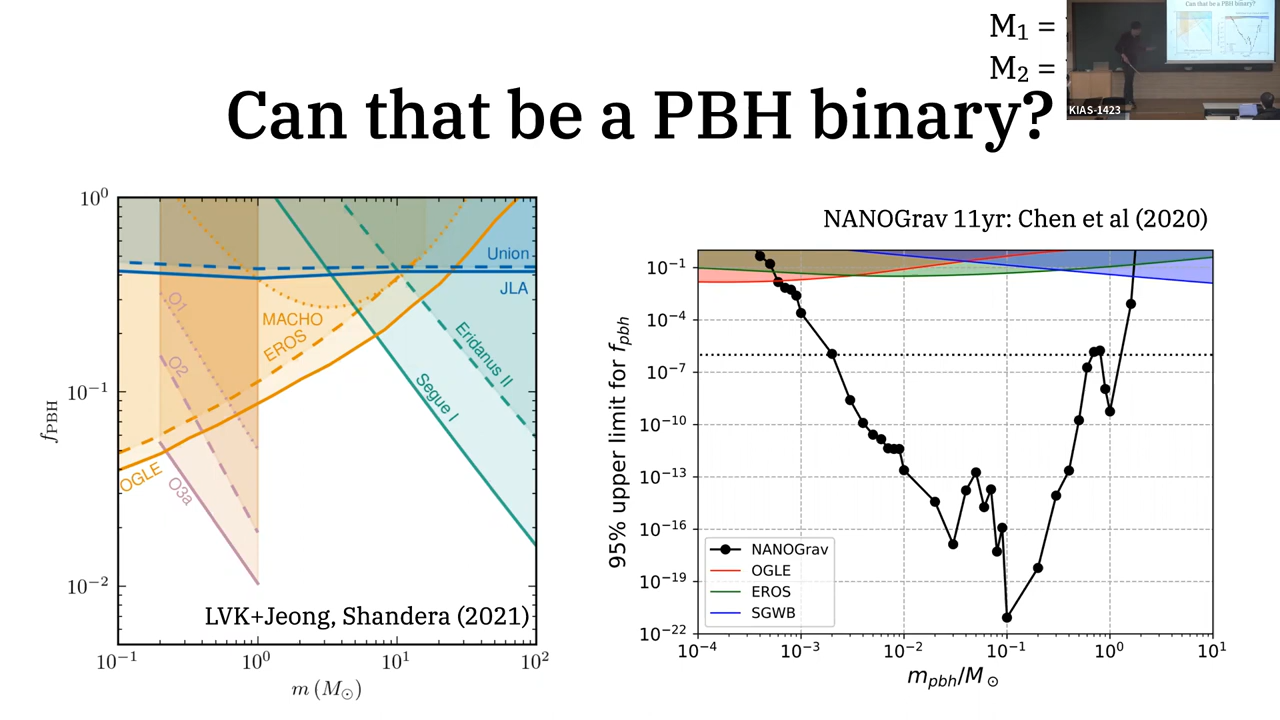 M₁ =
M₂ =
Can that be a PBH binary?
KIAS-1423
NANOGrav 11yr: Chen et al (2020)
10⁰
10⁻¹
10⁻²
f_PBH
Union
JLA
O1
O2
O3a
MACHO
EROS
OGLE
Eridanus II
Segue I
LVK+Jeong, Shandera (2021)
10⁻¹ 10⁰ 10¹ 10²
m (M⊙)
95% upper limit for f_pbh
10⁻¹
10⁻⁴
10⁻⁷
10⁻¹⁰
10⁻¹³
10⁻¹⁶
10⁻¹⁹
10⁻²²
NANOGrav
OGLE
EROS
SGWB
10⁻⁴ 10⁻³ 10⁻² 10⁻¹ 10⁰ 10¹
m_pbh/M⊙